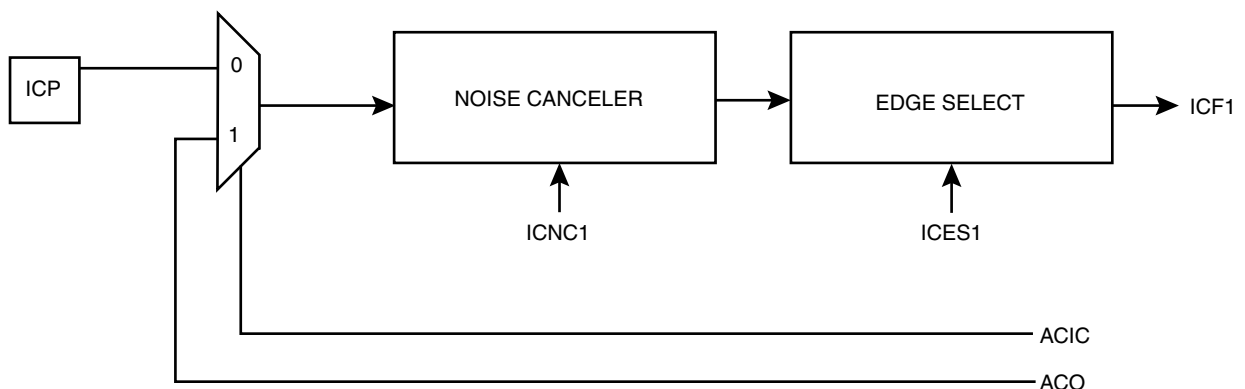 0
ICP
1
NOISE CANCELER
EDGE SELECT
ICF1
ICNC1
ICES1
ACIC
ACO